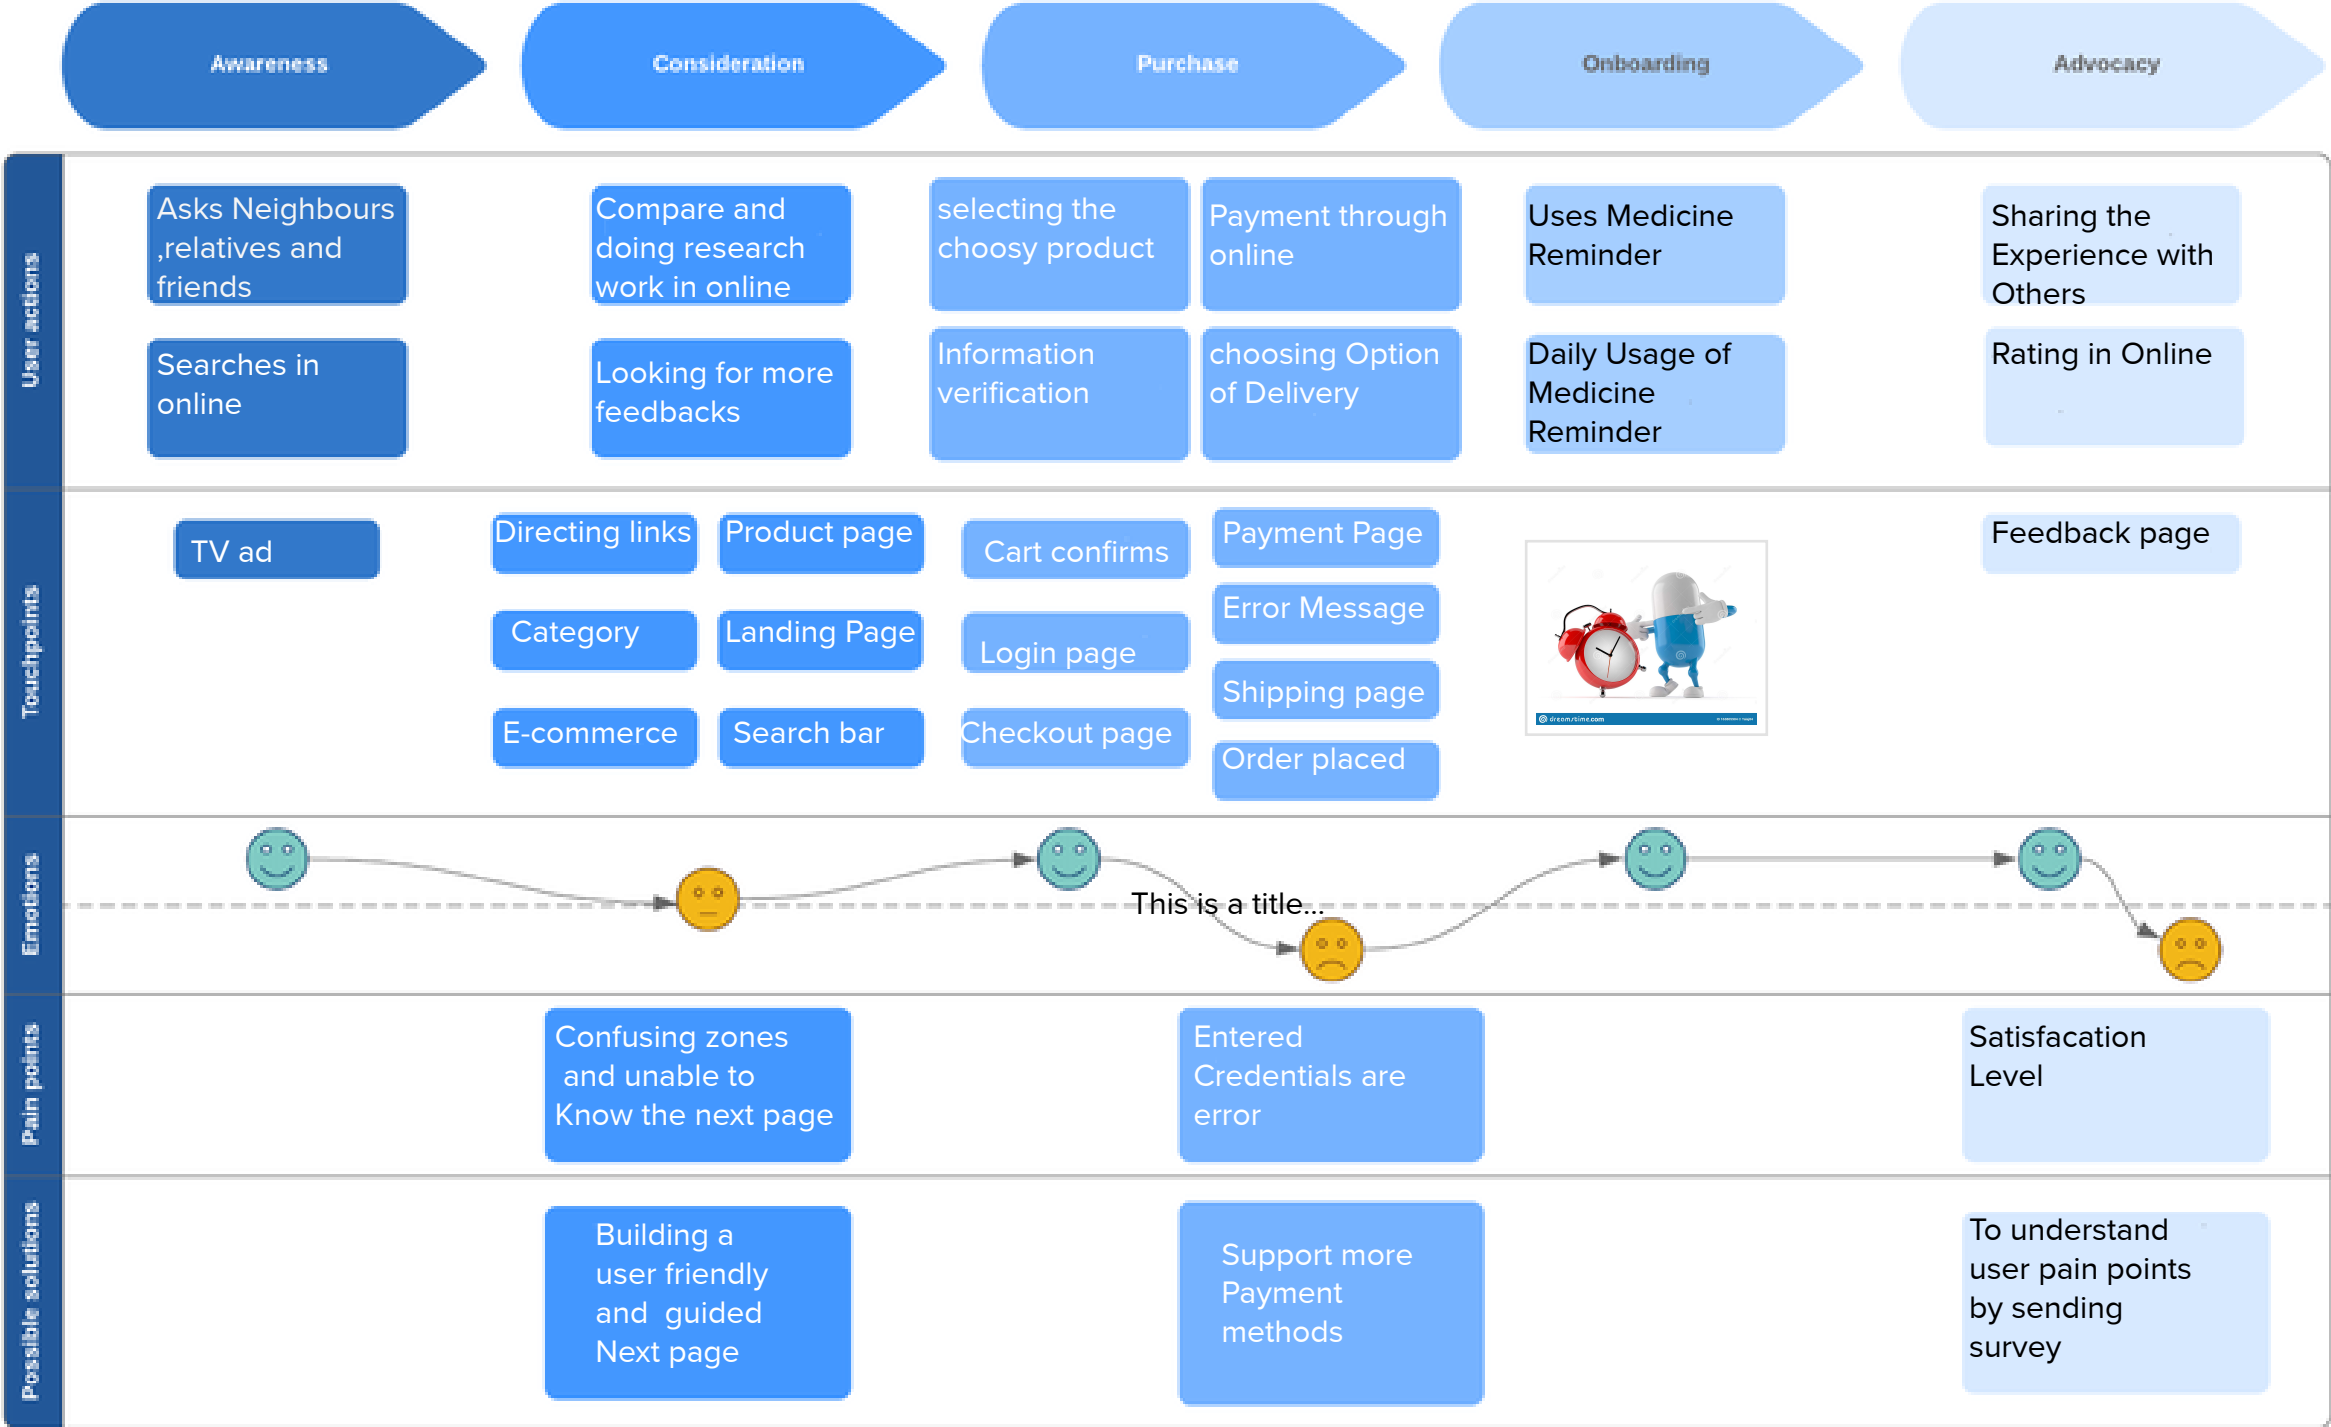 Awareness
Consideration
Purchase
Onboarding
Advocacy
User actions
Asks Neighbours
,relatives and
friends
Searches in
online
Compare and
doing research
work in online
Looking for more
feedbacks
selecting the
choosy product
Payment through
online
Information
verification
choosing Option
of Delivery
Uses Medicine
Reminder
Daily Usage of
Medicine
Reminder
Sharing the
Experience with
Others
Rating in Online
Touchpoints
TV ad
Directing links
Product page
Category
Landing Page
E-commerce
Search bar
Cart confirms
Login page
Checkout page
Payment Page
Error Message
Shipping page
Order placed
dreamstime.com
Feedback page
Emotions
This is a title...
Pain points
Confusing zones
and unable to
Know the next page
Entered
Credentials are
error
Satisfacation
Level
Possible solutions
Building a
user friendly
and  guided
Next page
Support more
Payment
methods
To understand
user pain points
by sending
survey